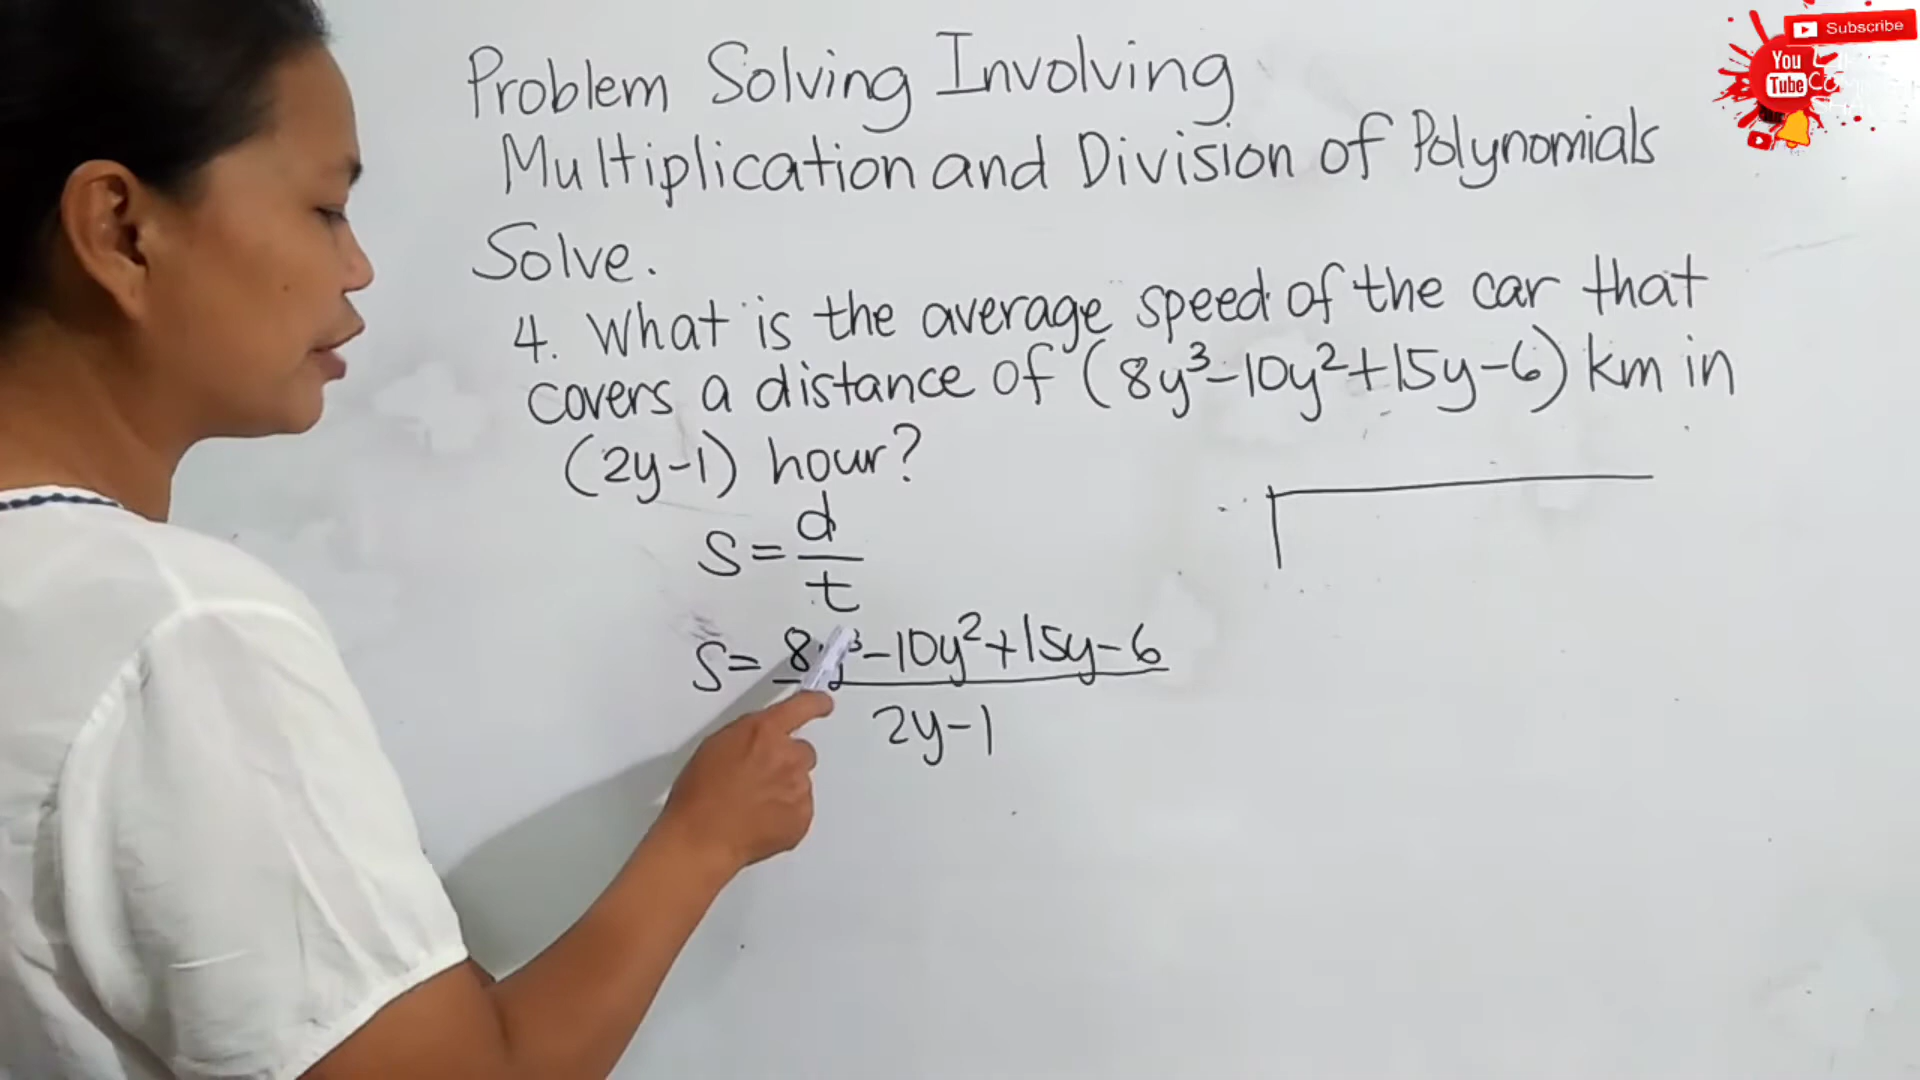 Problem Solving Involving
Multiplication and Division of Polynomials
Solve.
4. What is the average speed of the car that
covers a distance of (8y³-10y²+15y-6) km in
(2y-1) hour?
S = d
t
S = 8y³-10y²+15y-6
2y-1
Subscribe
You
Tube